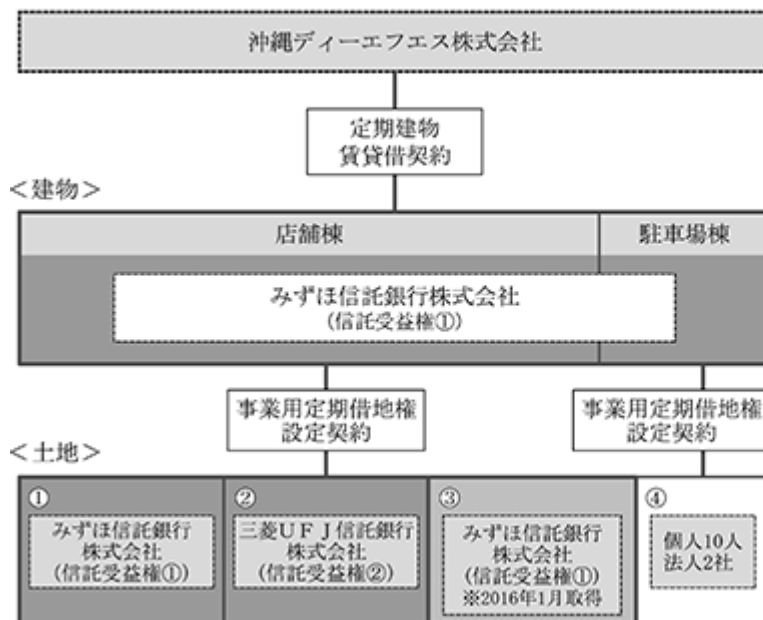 沖縄ディーエフエス株式会社
定期建物
賃貸借契約
＜建物＞
店舗棟
駐車場棟
みずほ信託銀行株式会社
(信託受益権①)
事業用定期借地権
設定契約
事業用定期借地権
設定契約
＜土地＞
①
みずほ信託銀行
株式会社
(信託受益権①)
②
三菱ＵＦＪ信託銀行
株式会社
(信託受益権②)
③
みずほ信託銀行
株式会社
(信託受益権①)
※2016年1月取得
④
個人10人
法人2社